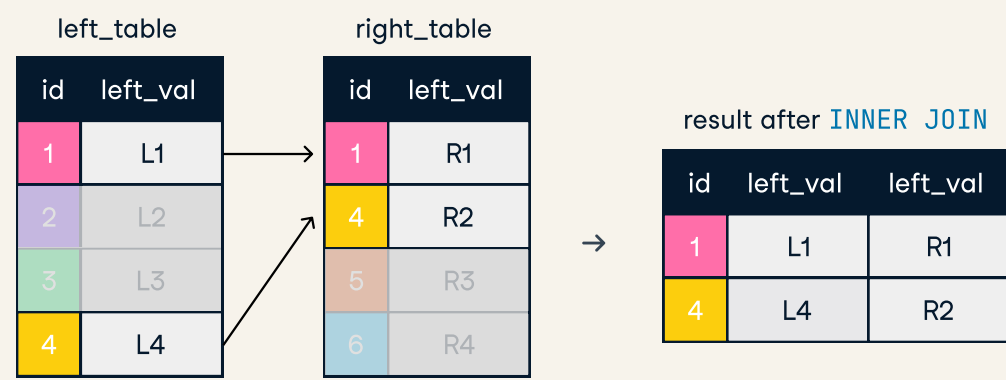 left_table
id left_val
1 L1
2 L2
3 L3
4 L4
right_table
id left_val
1 R1
4 R2
5 R3
6 R4
result after INNER JOIN
id left_val left_val
1 L1 R1
4 L4 R2